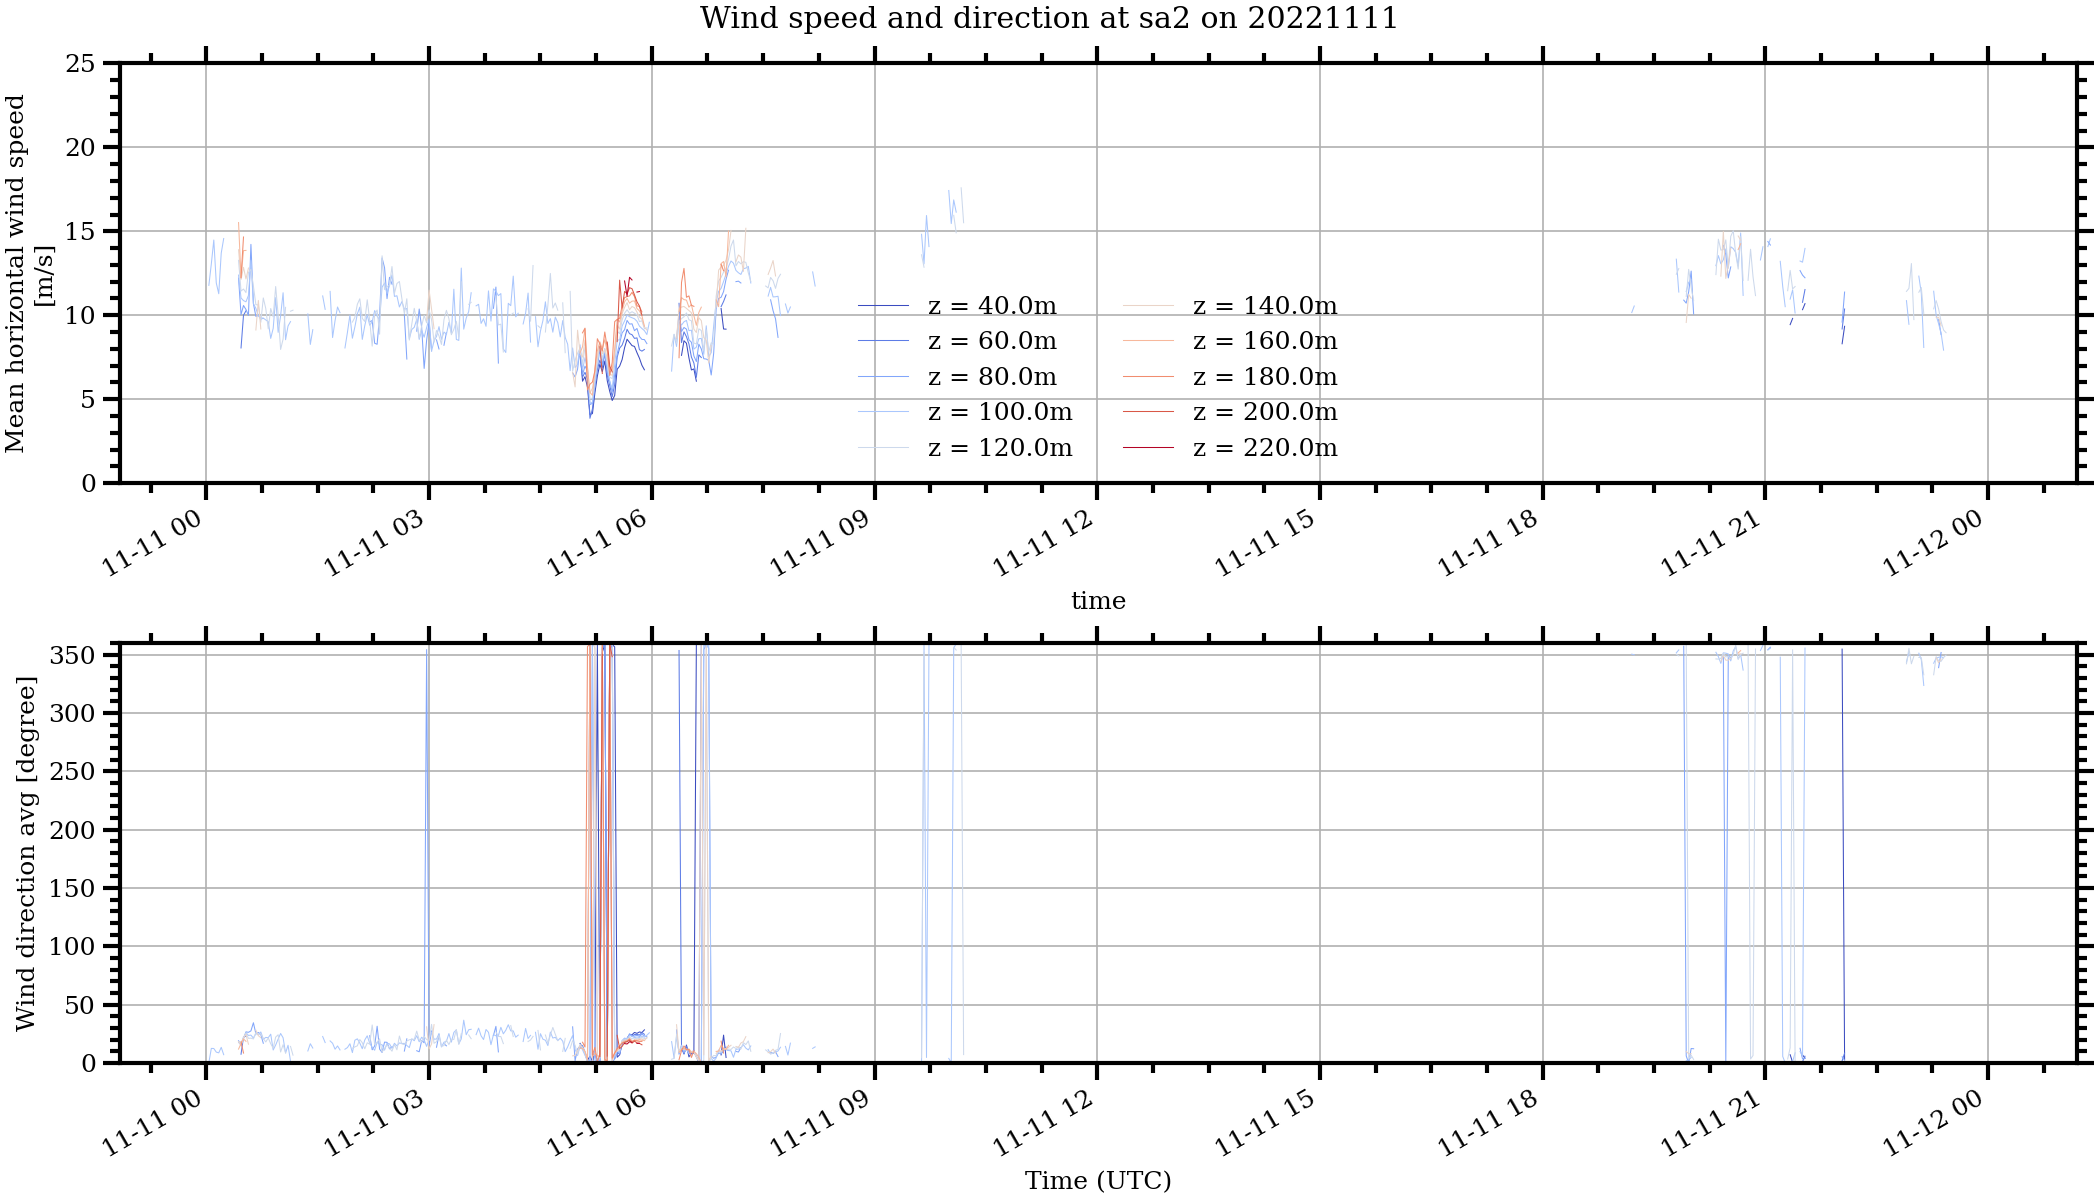 Wind speed and direction at sa2 on 20221111
Mean horizontal wind speed
[m/s]
25
20
15
10
5
0
z = 40.0m
z = 60.0m
z = 80.0m
z = 100.0m
z = 120.0m
z = 140.0m
z = 160.0m
z = 180.0m
z = 200.0m
z = 220.0m
11-11 00
11-11 03
11-11 06
11-11 09
11-11 12
11-11 15
11-11 18
11-11 21
11-12 00
time
Wind direction avg [degree]
350
300
250
200
150
100
50
0
11-11 00
11-11 03
11-11 06
11-11 09
11-11 12
11-11 15
11-11 18
11-11 21
11-12 00
Time (UTC)